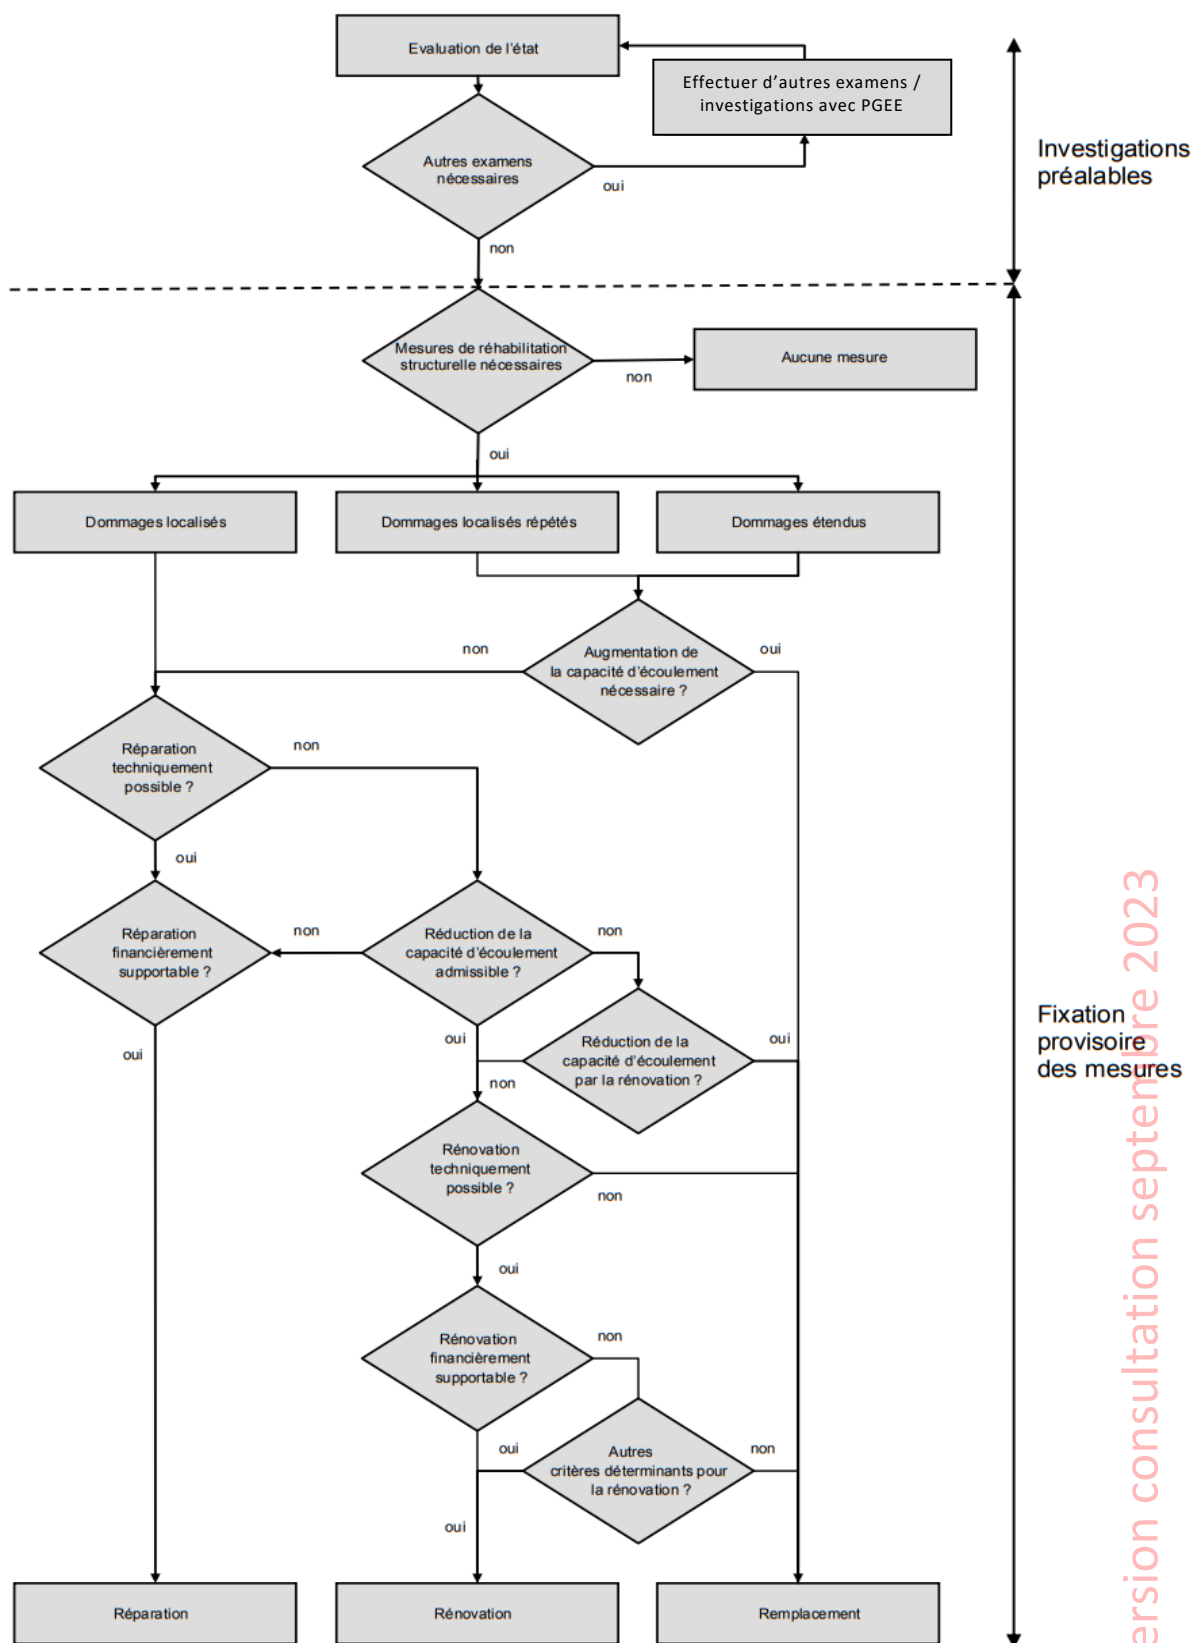 Evaluation de l'état
Effectuer d'autres examens /
investigations avec PGEE
Autres examens
nécessaires
oui
non
Investigations
préalables
Mesures de réhabilitation
structurelle nécessaires
non
Aucune mesure
oui
Dommages localisés
Dommages localisés répétés
Dommages étendus
non
Augmentation de
la capacité d'écoulement
nécessaire ?
oui
Réparation
techniquement
possible ?
non
oui
Réparation
financièrement
supportable ?
non
Réduction de la
capacité d'écoulement
admissible ?
non
oui
oui
Réduction de la
capacité d'écoulement
par la rénovation ?
oui
non
Fixation
provisoire
des mesures
Rénovation
techniquement
possible ?
non
oui
Rénovation
financièrement
supportable ?
non
oui
Autres
critères déterminants pour
la rénovation ?
non
oui
Réparation
Rénovation
Remplacement
ersion consultation septembre 2023